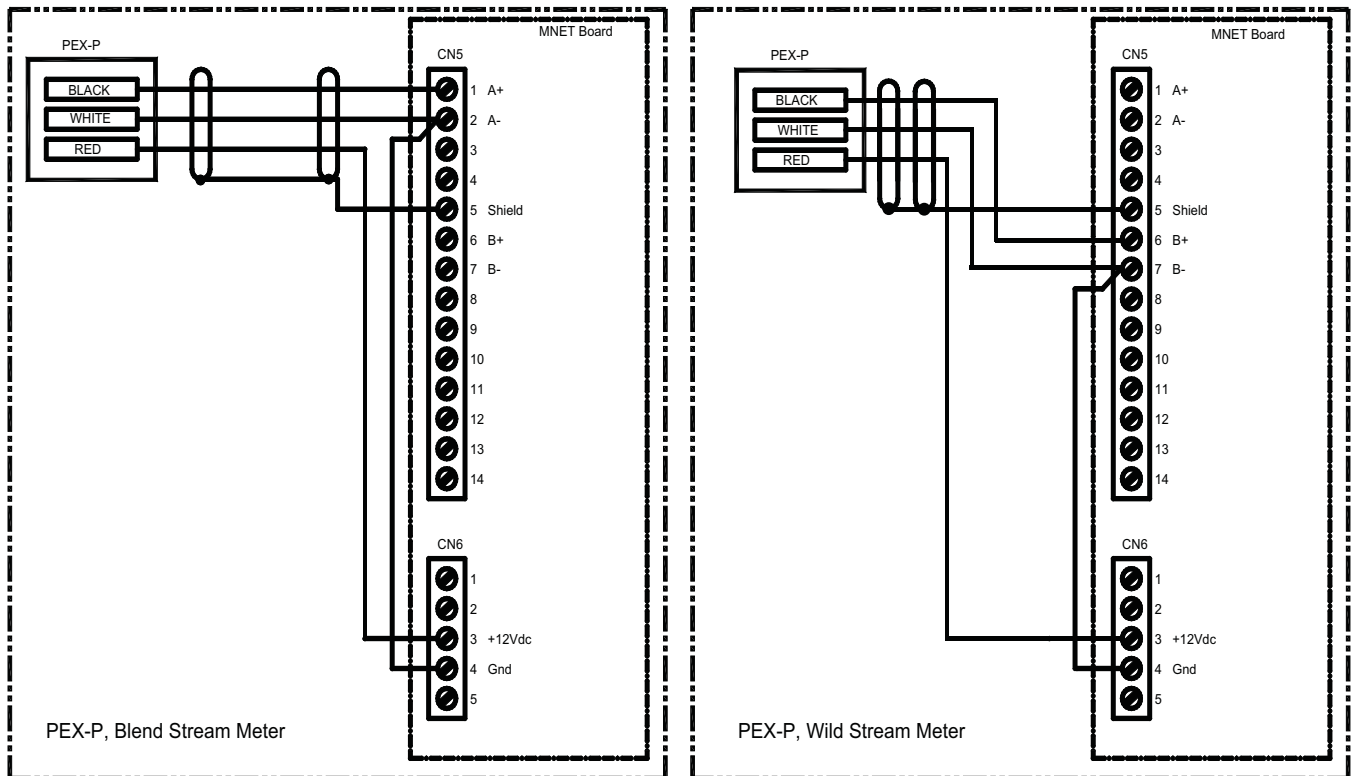 MNET Board
PEX-P
CN5
BLACK
1 A+
WHITE
2 A-
RED
3
4
5 Shield
6 B+
7 B-
8
9
10
11
12
13
14
CN6
1
2
3 +12Vdc
4 Gnd
5
PEX-P, Blend Stream Meter
MNET Board
PEX-P
CN5
BLACK
1 A+
WHITE
2 A-
RED
3
4
5 Shield
6 B+
7 B-
8
9
10
11
12
13
14
CN6
1
2
3 +12Vdc
4 Gnd
5
PEX-P, Wild Stream Meter